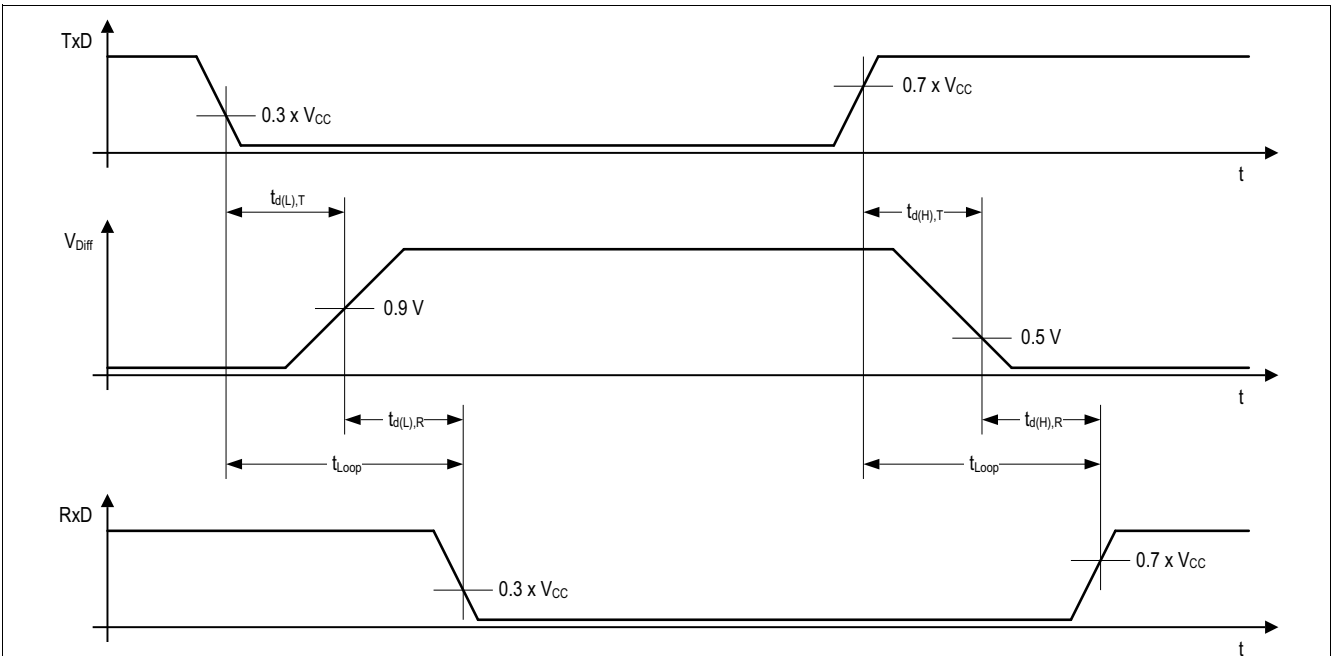 TxD
0.3 x VCC
0.7 x VCC
t
td(L),T
td(H),T
VDiff
0.9 V
0.5 V
t
td(L),R
td(H),R
tLoop
tLoop
RxD
0.3 x VCC
0.7 x VCC
t